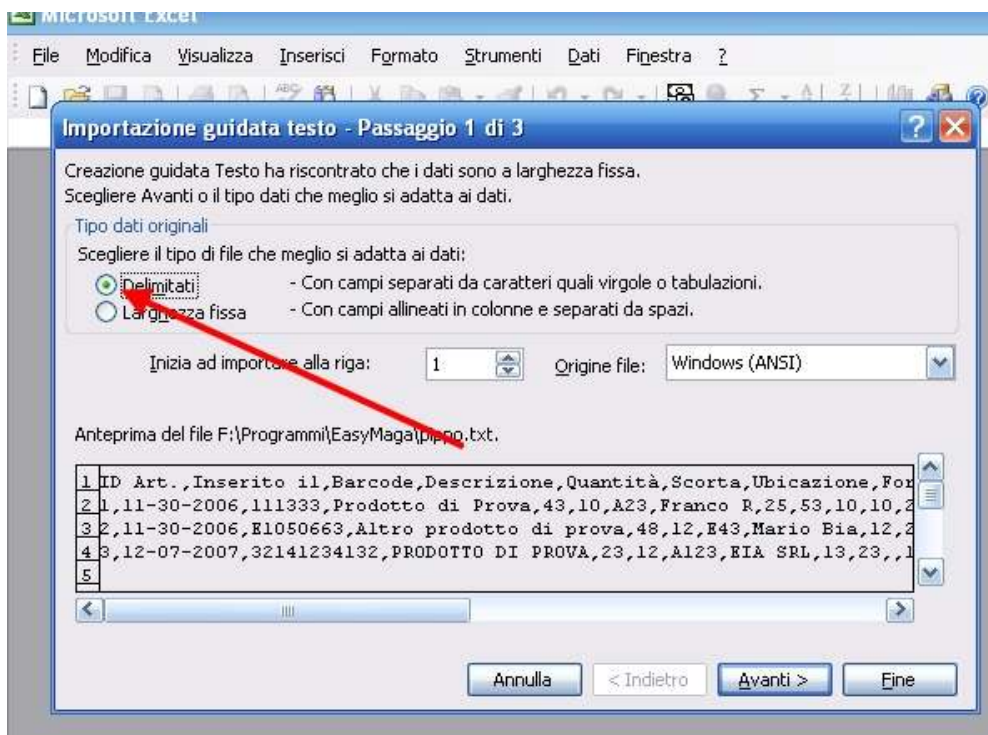 Microsoft Excel
File Modifica Visualizza Inserisci Formato Strumenti Dati Finestra ?
Importazione guidata testo - Passaggio 1 di 3
Creazione guidata Testo ha riscontrato che i dati sono a larghezza fissa.
Scegliere Avanti o il tipo dati che meglio si adatta ai dati.
Tipo dati originali
Scegliere il tipo di file che meglio si adatta ai dati:
Delimitati - Con campi separati da caratteri quali virgole o tabulazioni.
Larghezza fissa - Con campi allineati in colonne e separati da spazi.
Inizia ad importare alla riga: 1 Origine file: Windows (ANSI)
Anteprima del file F:\Programmi\EasyMaga\pippo.txt.
1 ID Art.,Inserito il,Barcode,Descrizione,Quantità,Scorta,Ubicazione,For
2 1,11-30-2006,111333,Prodotto di Prova,43,10,A23,Franco R,25,53,10,10,2
3 2,11-30-2006,E1050663,Altro prodotto di prova,48,12,E43,Mario Bia,12,2
4 3,12-07-2007,32141234132,PRODOTTO DI PROVA,23,12,A123,EIA SRL,13,23,,1
5
Annulla < Indietro Avanti > Fine